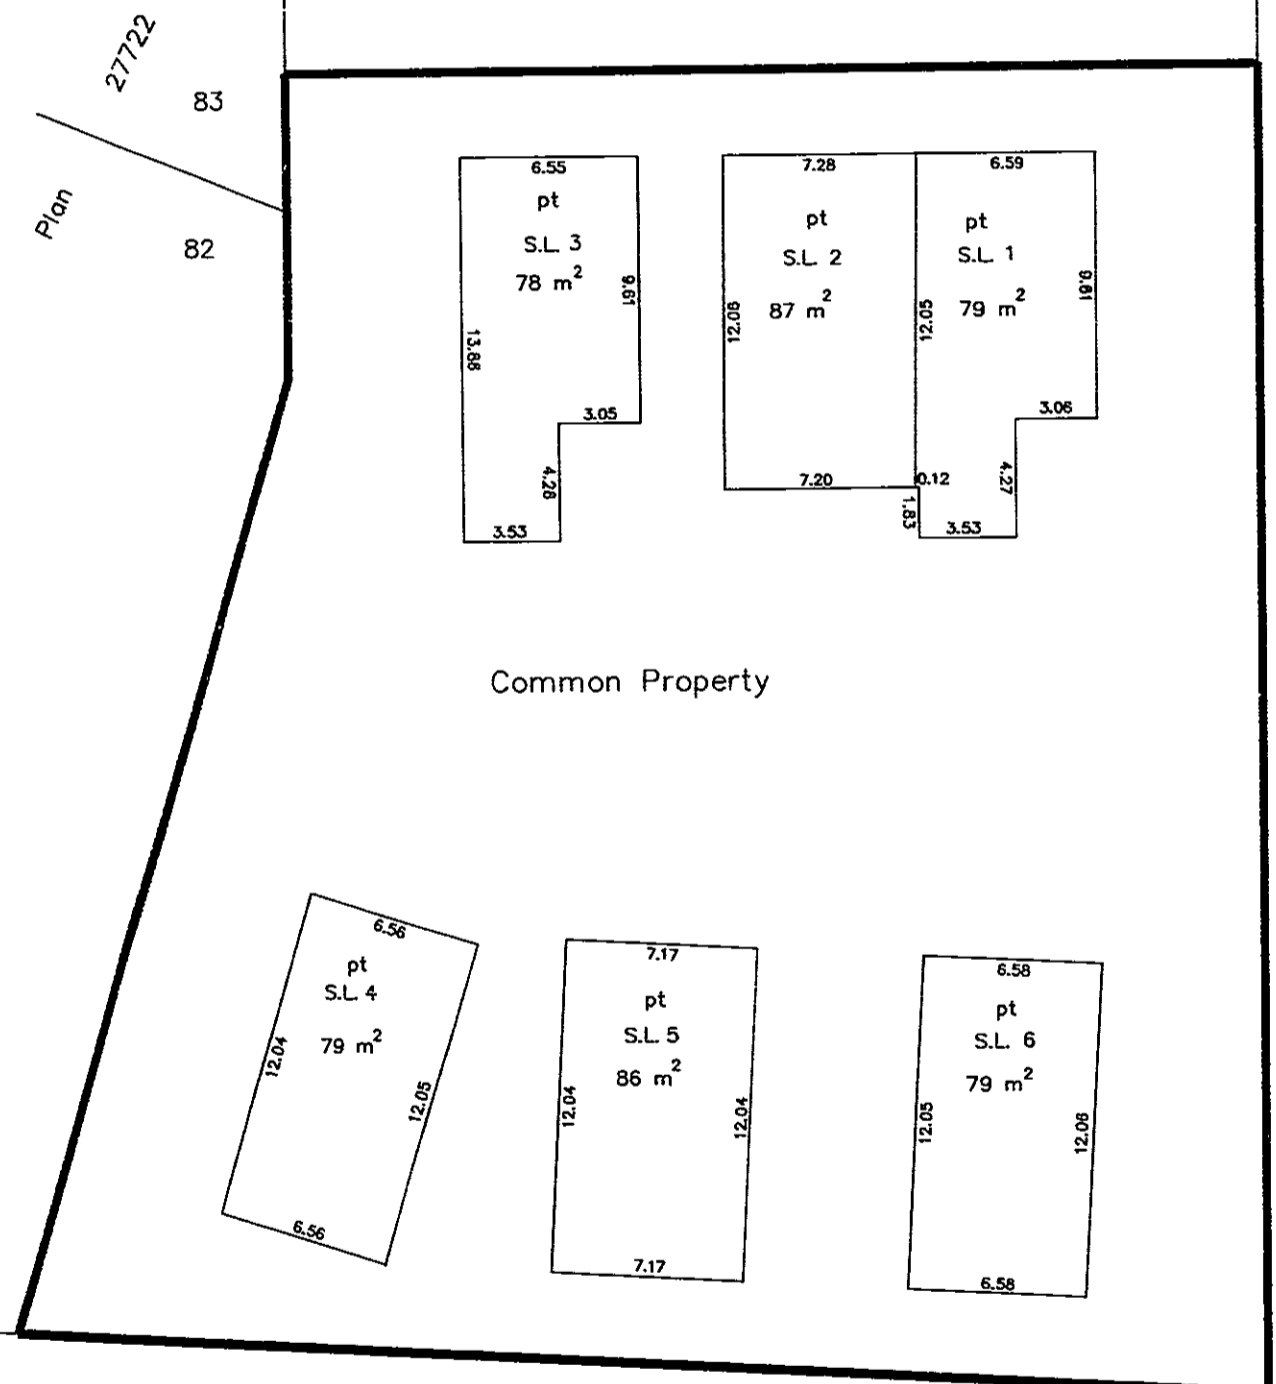 27722
83
Plan
82
6.55
pt
S.L. 3
78 m²
9.61
13.88
3.05
4.28
3.53
7.28
pt
S.L. 2
87 m²
12.06
7.20
6.59
pt
S.L. 1
79 m²
9.61
12.05
3.06
4.27
0.12
1.83
3.53
Common Property
6.56
pt
S.L. 4
79 m²
12.04
12.05
6.56
7.17
pt
S.L. 5
86 m²
12.04
12.04
7.17
6.58
pt
S.L. 6
79 m²
12.05
12.06
6.58